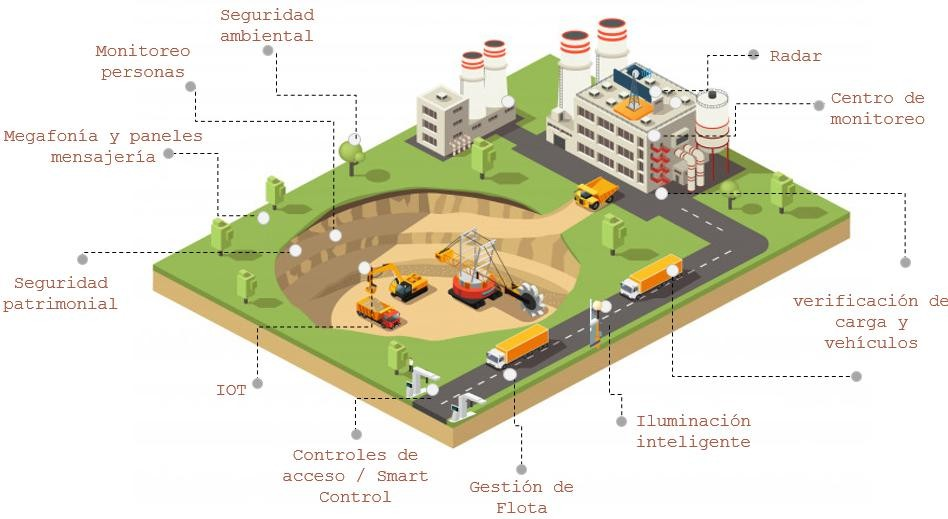 Seguridad
ambiental
Monitoreo
personas
Megafonía y paneles
mensajería
Seguridad
patrimonial
IOT
Controles de
acceso / Smart
Control
Gestión de
Flota
Iluminación
inteligente
verificación de
carga y
vehículos
Centro de
monitoreo
Radar